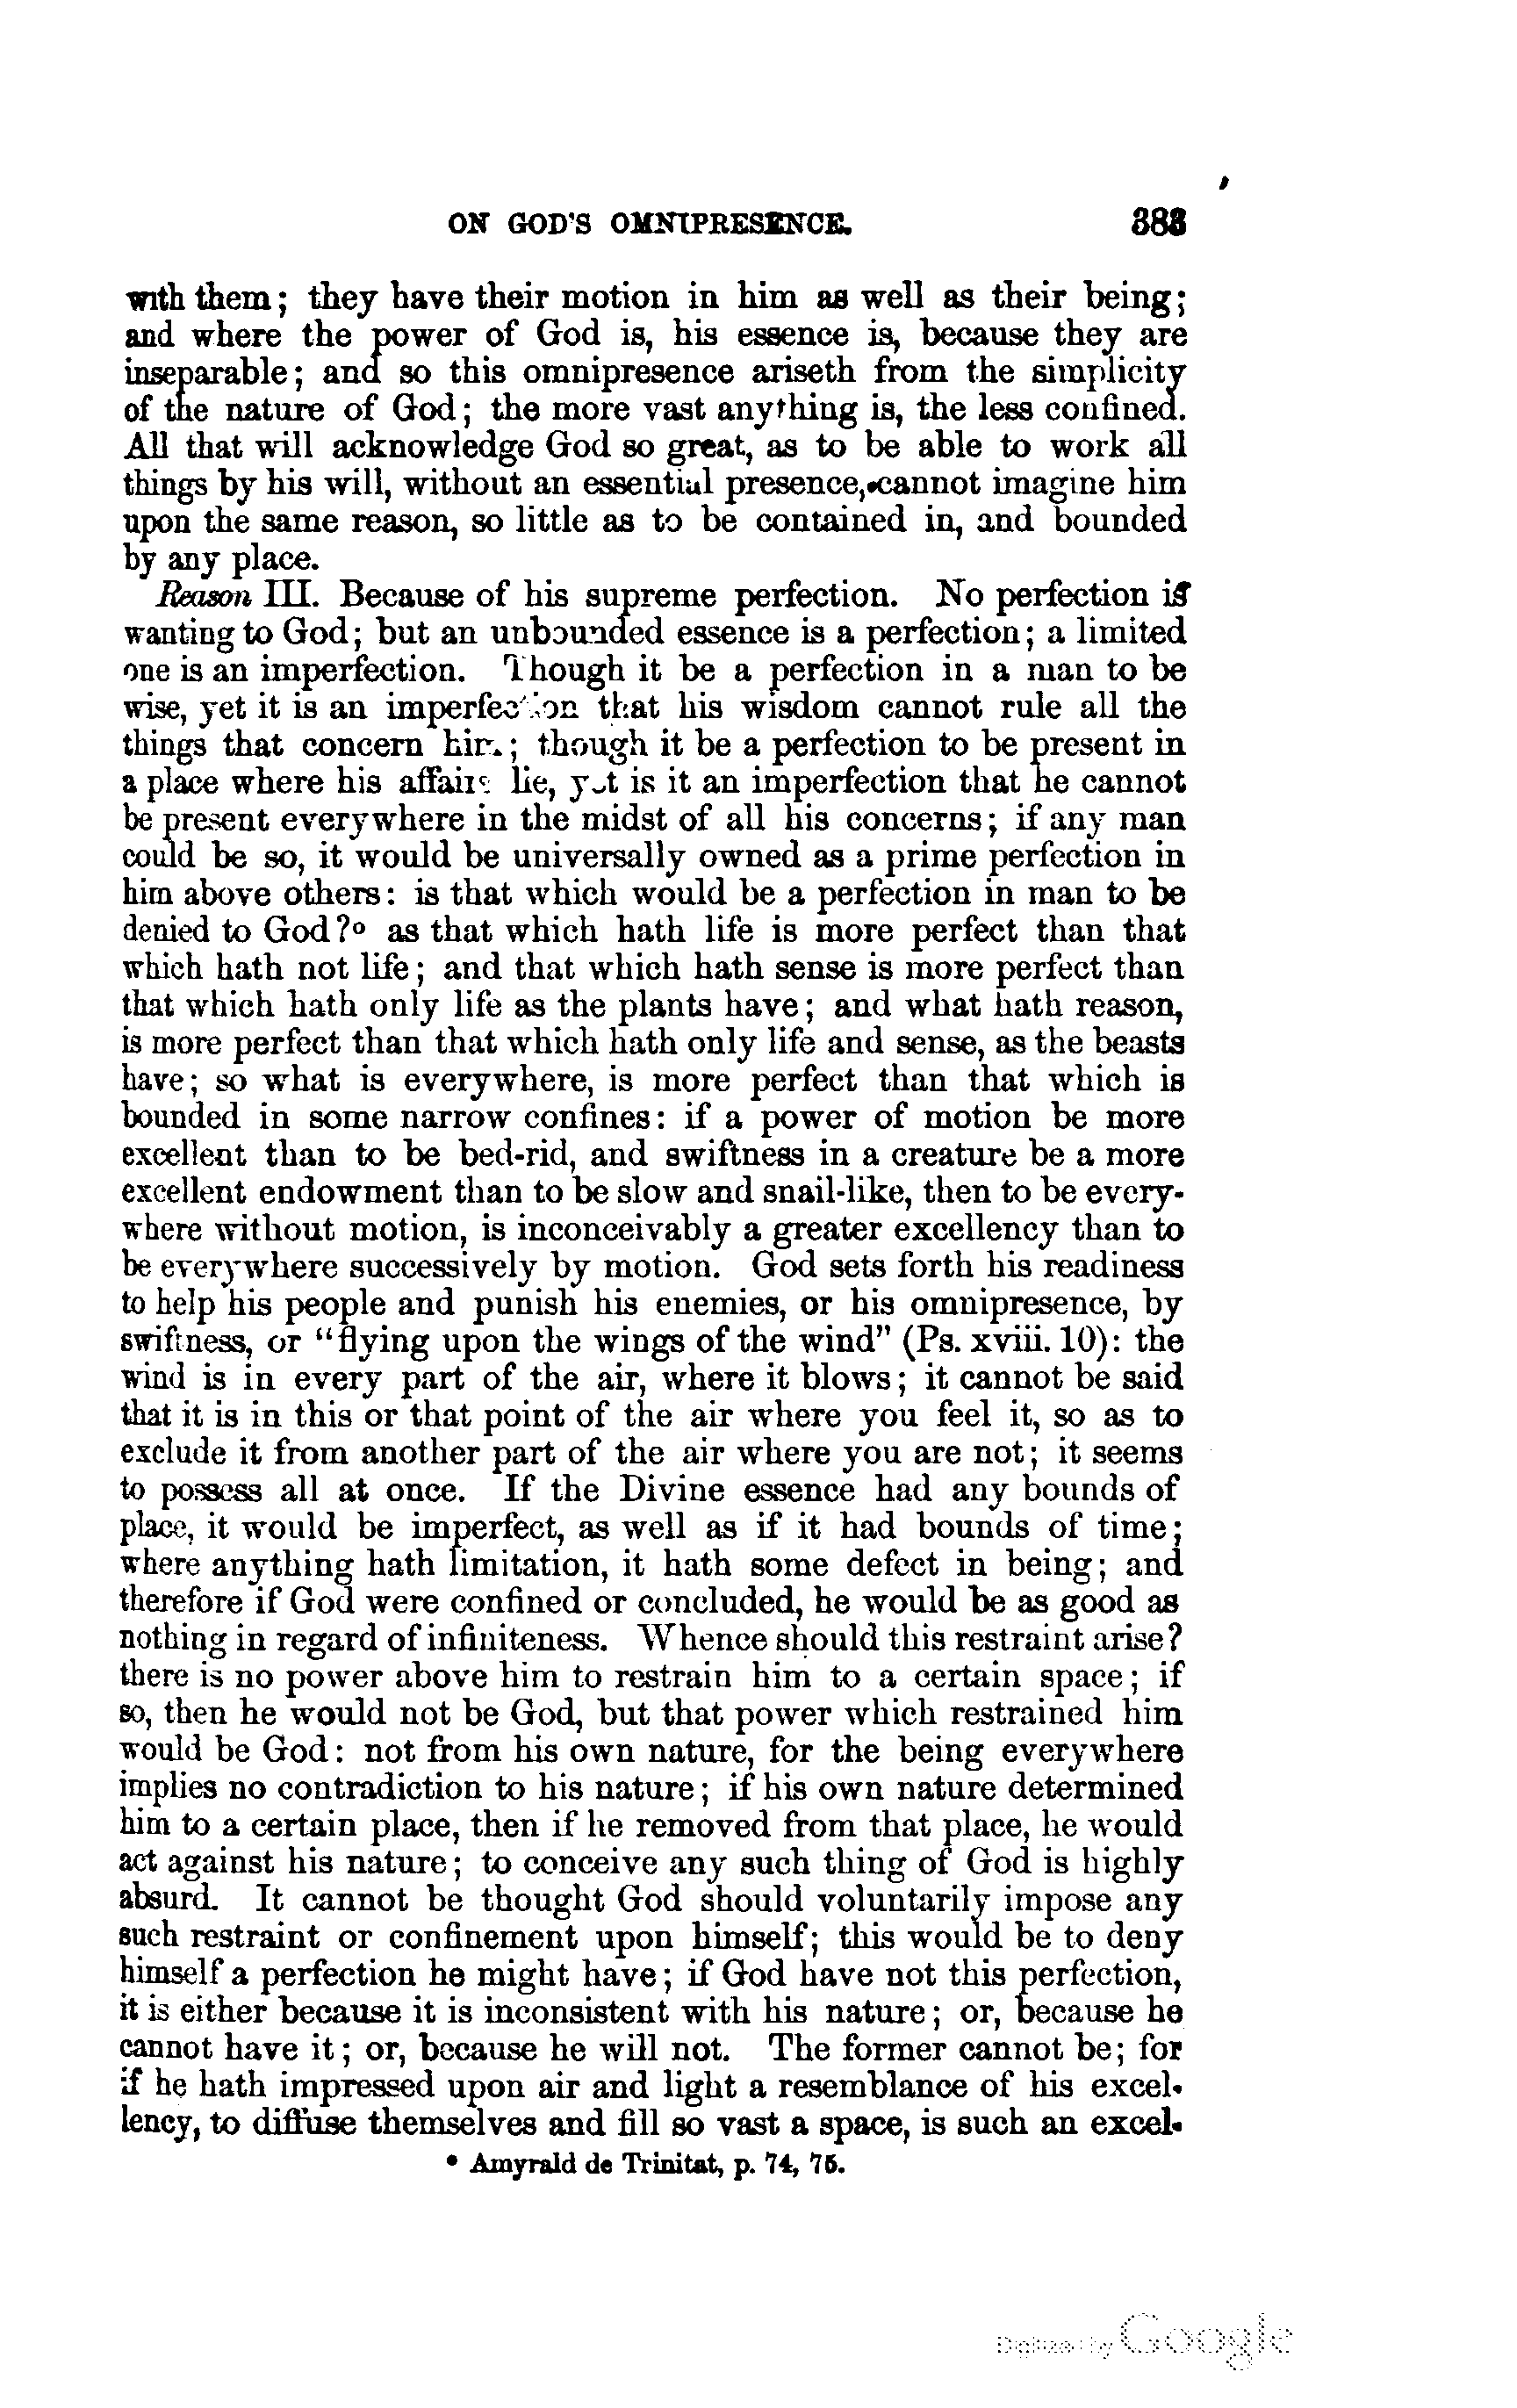 ON GOD'S OMNIPRESENCE. 383
with them; they have their motion in him as well as their being;
and where the power of God is, his essence is, because they are
inseparable; and so this omnipresence ariseth from the simplicity
of the nature of God; the more vast anything is, the less confined.
All that will acknowledge God so great, as to be able to work all
things by his will, without an essential presence, cannot imagine him
upon the same reason, so little as to be contained in, and bounded
by any place.
Reason III. Because of his supreme perfection. No perfection is
wanting to God; but an unbounded essence is a perfection; a limited
one is an imperfection. Though it be a perfection in a man to be
wise, yet it is an imperfection that his wisdom cannot rule all the
things that concern him; though it be a perfection to be present in
a place where his affairs lie, yet is it an imperfection that he cannot
be present everywhere in the midst of all his concerns; if any man
could be so, it would be universally owned as a prime perfection in
him above others: is that which would be a perfection in man to be
denied to God?o as that which hath life is more perfect than that
which hath not life; and that which hath sense is more perfect than
that which hath only life as the plants have; and what hath reason,
is more perfect than that which hath only life and sense, as the beasts
have; so what is everywhere, is more perfect than that which is
bounded in some narrow confines: if a power of motion be more
excellent than to be bed-rid, and swiftness in a creature be a more
excellent endowment than to be slow and snail-like, then to be every-
where without motion, is inconceivably a greater excellency than to
be everywhere successively by motion. God sets forth his readiness
to help his people and punish his enemies, or his omnipresence, by
swiftness, or "flying upon the wings of the wind" (Ps. xviii. 10): the
wind is in every part of the air, where it blows; it cannot be said
that it is in this or that point of the air where you feel it, so as to
exclude it from another part of the air where you are not; it seems
to possess all at once. If the Divine essence had any bounds of
place, it would be imperfect, as well as if it had bounds of time;
where anything hath limitation, it hath some defect in being; and
therefore if God were confined or concluded, he would be as good as
nothing in regard of infiniteness. Whence should this restraint arise?
there is no power above him to restrain him to a certain space; if
so, then he would not be God, but that power which restrained him
would be God: not from his own nature, for the being everywhere
implies no contradiction to his nature; if his own nature determined
him to a certain place, then if he removed from that place, he would
act against his nature; to conceive any such thing of God is highly
absurd. It cannot be thought God should voluntarily impose any
such restraint or confinement upon himself; this would be to deny
himself a perfection he might have; if God have not this perfection,
it is either because it is inconsistent with his nature; or, because he
cannot have it; or, because he will not. The former cannot be; for
if he hath impressed upon air and light a resemblance of his excel-
lency, to diffuse themselves and fill so vast a space, is such an excel-
• Amyrald de Trinitat, p. 74, 75.
Digitized by Google